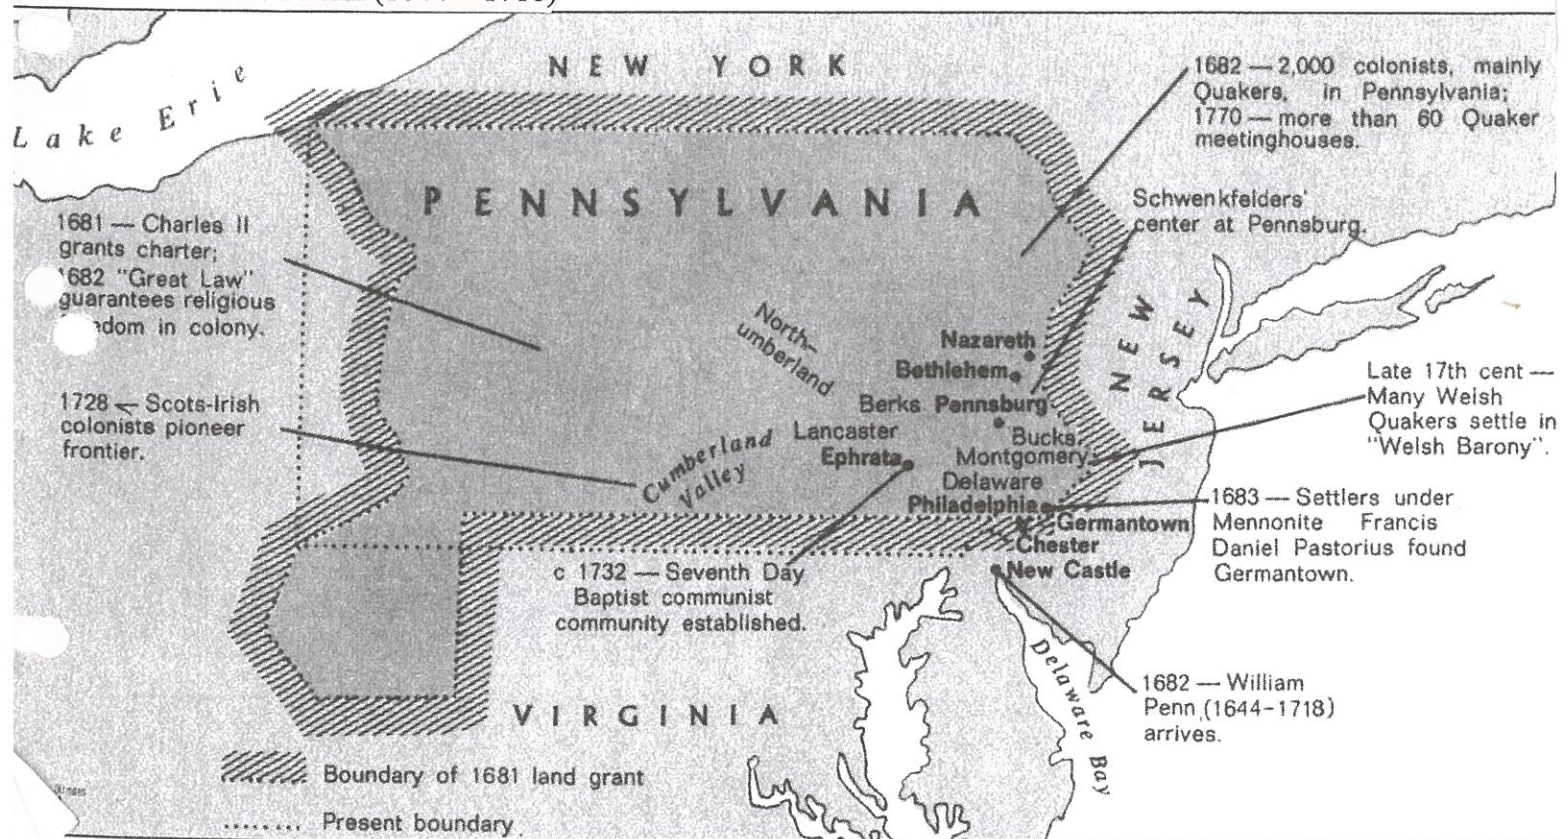 NEW YORK
Lake Erie
PENNSYLVANIA
1682 — 2,000 colonists, mainly
Quakers, in Pennsylvania;
1770 — more than 60 Quaker
meetinghouses.
Schwenkfelders'
center at Pennsburg.
1681 — Charles II
grants charter;
1682 "Great Law"
guarantees religious
dom in colony.
NEW
JERSEY
North-
umberland
Nazareth
Bethlehem
Berks Pennsburg
Late 17th cent —
Many Welsh
Quakers settle in
"Welsh Barony".
1728 — Scots-Irish
colonists pioneer
frontier.
Cumberland
Valley
Lancaster
Ephrata
Bucks
Montgomery
Delaware
Philadelphia
Germantown
Chester
New Castle
1683 — Settlers under
Mennonite Francis
Daniel Pastorius found
Germantown.
c 1732 — Seventh Day
Baptist communist
community established.
Delaware Bay
1682 — William
Penn (1644-1718)
arrives.
VIRGINIA
Boundary of 1681 land grant
Present boundary